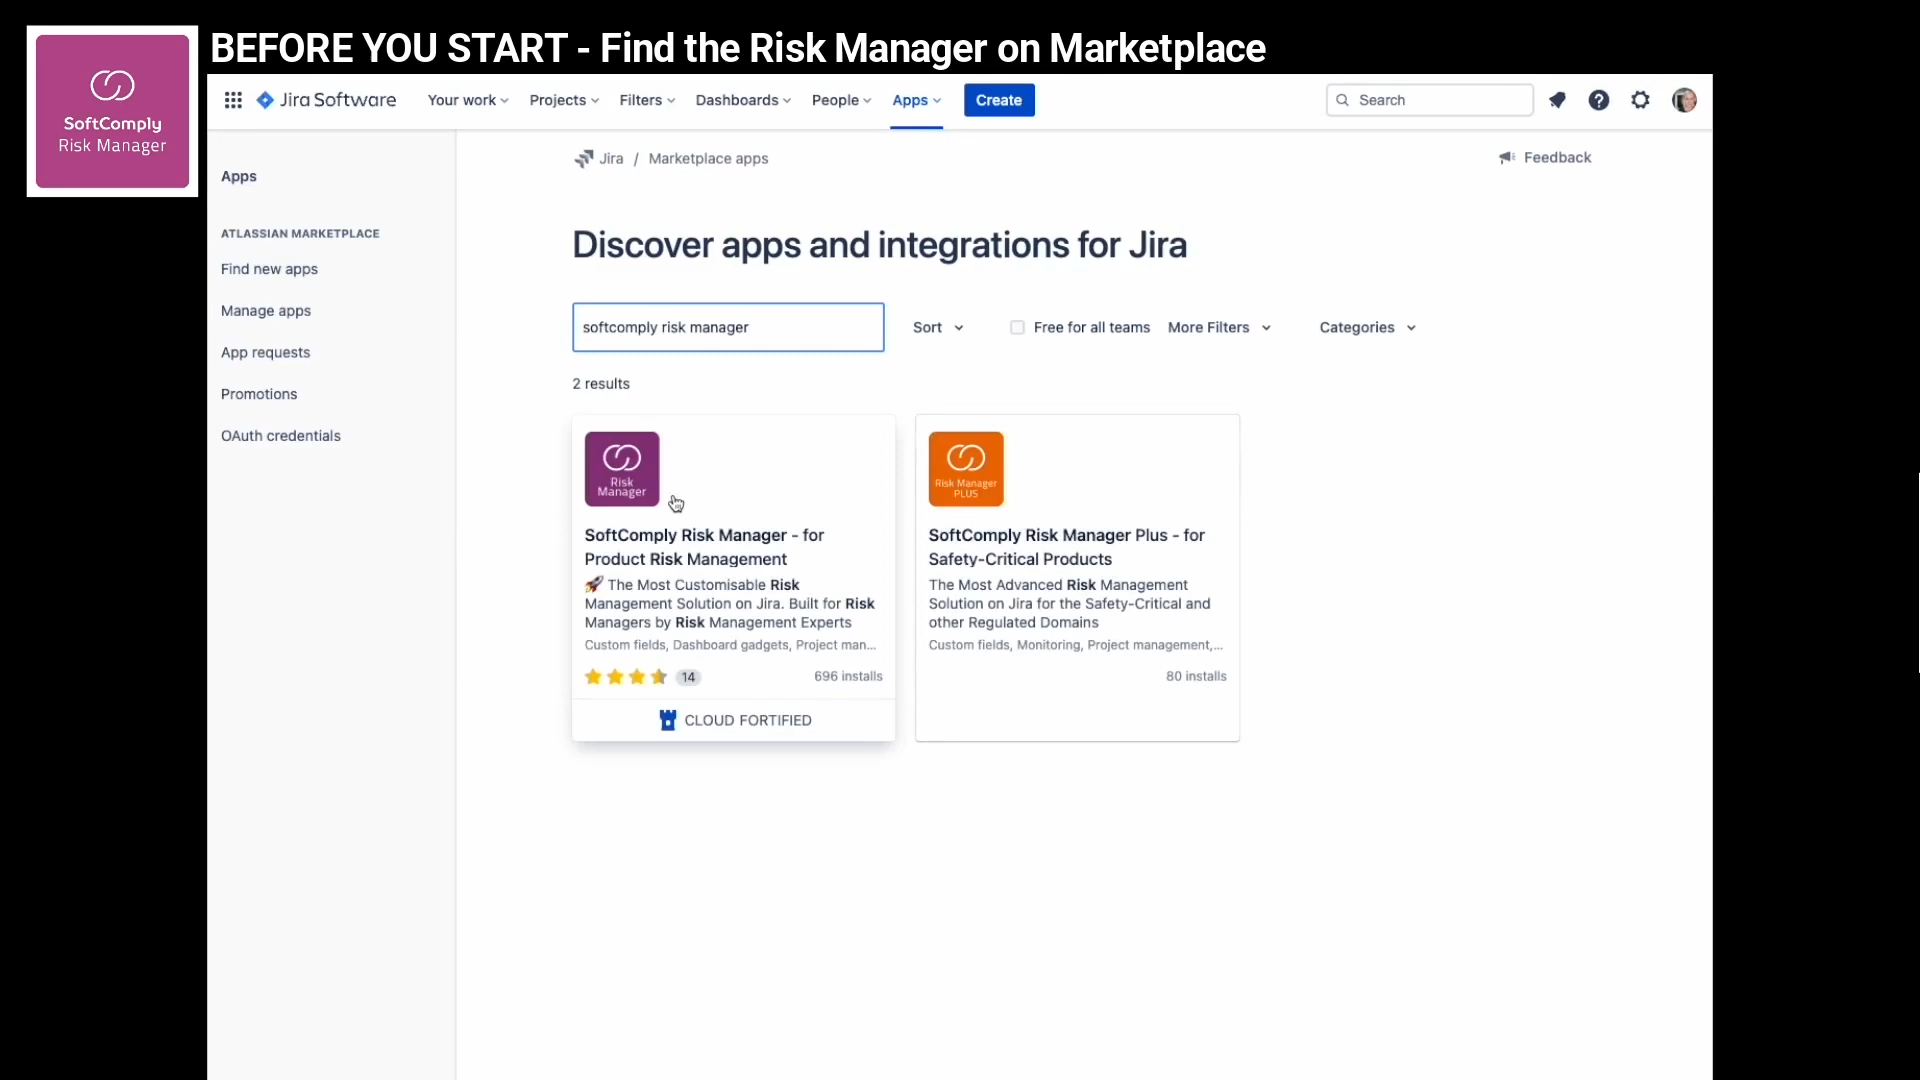 BEFORE YOU START - Find the Risk Manager on Marketplace
SoftComply
Risk Manager
Jira Software
Your work
Projects
Filters
Dashboards
People
Apps
Create
Search
Apps
ATLASSIAN MARKETPLACE
Find new apps
Manage apps
App requests
Promotions
OAuth credentials
Jira / Marketplace apps
Feedback
Discover apps and integrations for Jira
softcomply risk manager
Sort
Free for all teams
More Filters
Categories
2 results
Risk
Manager
SoftComply Risk Manager - for
Product Risk Management
🚀 The Most Customisable Risk
Management Solution on Jira. Built for Risk
Managers by Risk Management Experts
Custom fields, Dashboard gadgets, Project man...
14
696 installs
CLOUD FORTIFIED
Risk Manager
PLUS
SoftComply Risk Manager Plus - for
Safety-Critical Products
The Most Advanced Risk Management
Solution on Jira for the Safety-Critical and
other Regulated Domains
Custom fields, Monitoring, Project management,...
80 installs